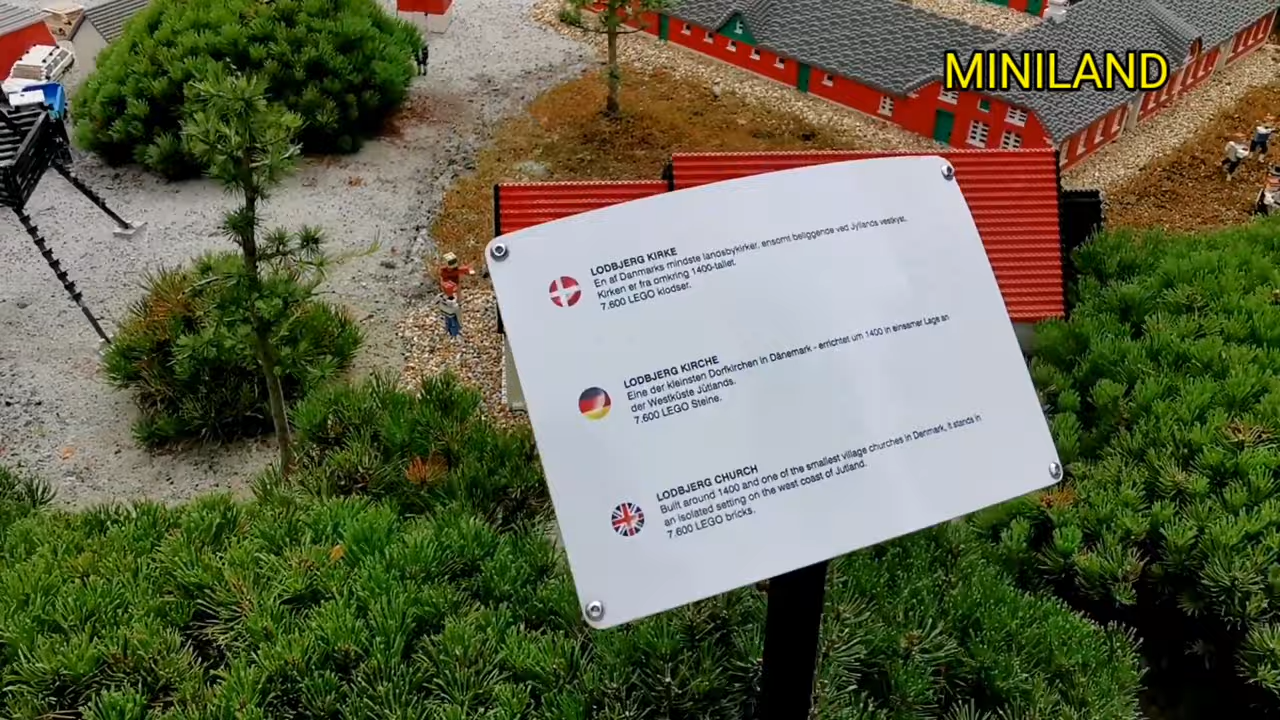 MINILAND
LODBJERG KIRKE
En af Danmarks mindste landsbykirker, ensomt beliggende ved Jyllands vestkyst.
Kirken er fra omkring 1400-tallet.
7.600 LEGO klodser.
LODBJERG KIRCHE
Eine der kleinsten Dorfkirchen in Dänemark - errichtet um 1400 in einsamer Lage an
der Westküste Jütlands.
7.600 LEGO Steine.
LODBJERG CHURCH
Built around 1400 and one of the smallest village churches in Denmark, it stands in
an isolated setting on the west coast of Jutland.
7.600 LEGO bricks.